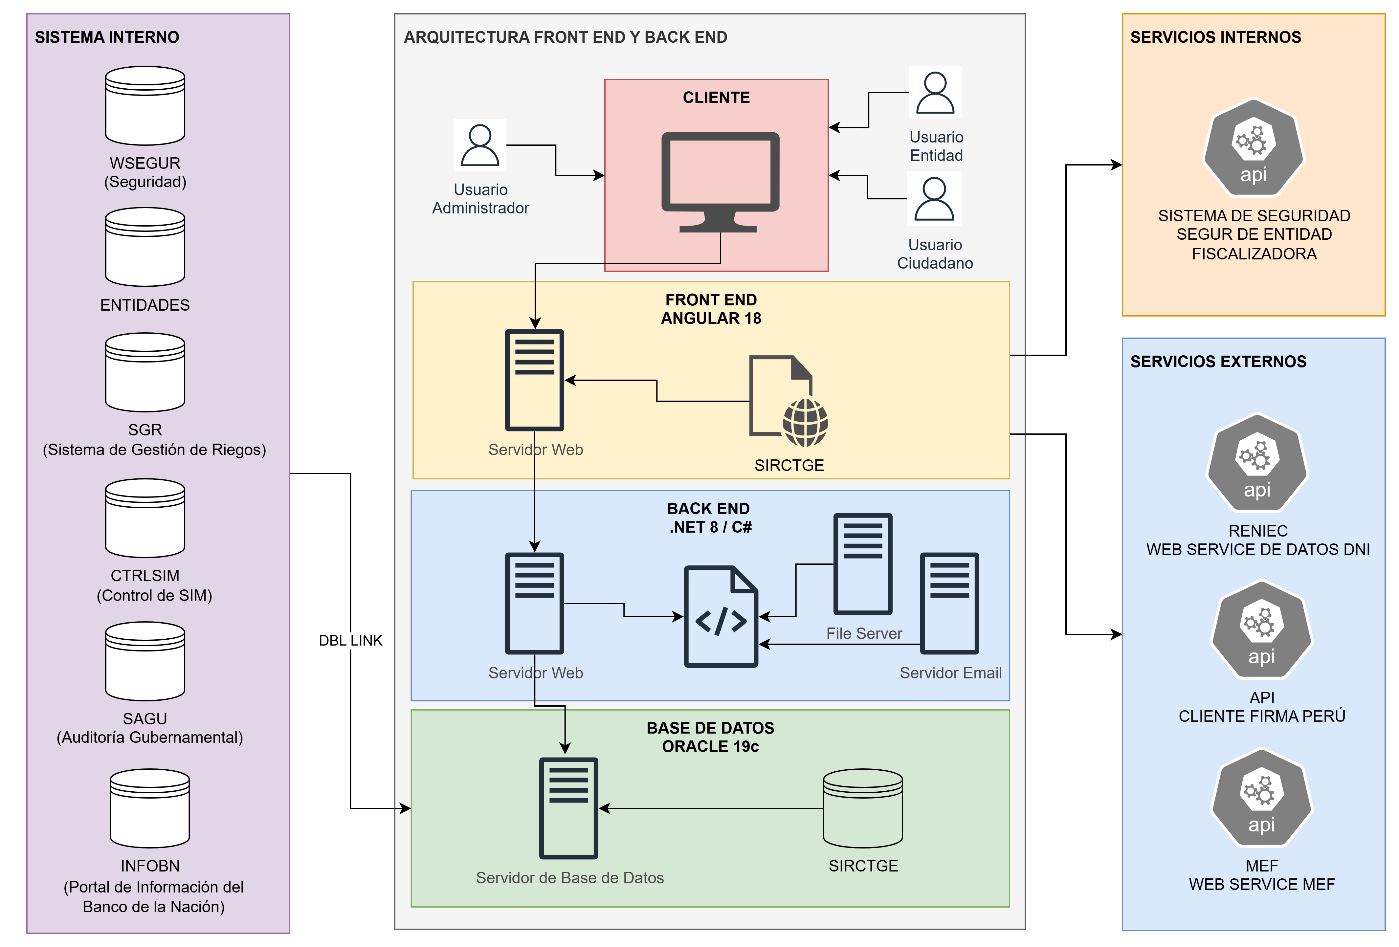 SISTEMA INTERNO
WSEGUR
(Seguridad)
ENTIDADES
SGR
(Sistema de Gestión de Riegos)
CTRLSIM
(Control de SIM)
SAGU
(Auditoría Gubernamental)
INFOBN
(Portal de Información del
Banco de la Nación)
DBL LINK
ARQUITECTURA FRONT END Y BACK END
CLIENTE
Usuario
Administrador
Usuario
Entidad
Usuario
Ciudadano
FRONT END
ANGULAR 18
Servidor Web
SIRCTGE
BACK END
.NET 8 / C#
Servidor Web
</>
File Server
Servidor Email
BASE DE DATOS
ORACLE 19c
Servidor de Base de Datos
SIRCTGE
SERVICIOS INTERNOS
api
SISTEMA DE SEGURIDAD
SEGUR DE ENTIDAD
FISCALIZADORA
SERVICIOS EXTERNOS
api
RENIEC
WEB SERVICE DE DATOS DNI
api
API
CLIENTE FIRMA PERÚ
api
MEF
WEB SERVICE MEF